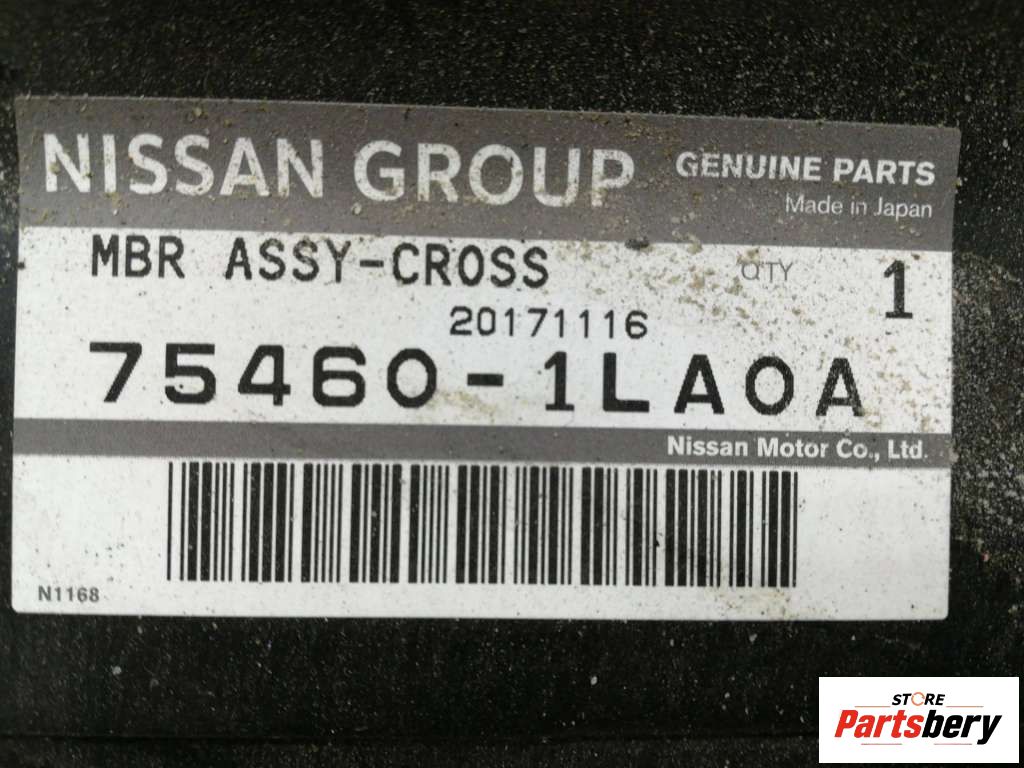 NISSAN GROUP
GENUINE PARTS
Made in Japan
MBR ASSY-CROSS
QTY 1
20171116
75460-1LA0A
Nissan Motor Co., Ltd.
N1168
STORE
Partsbery